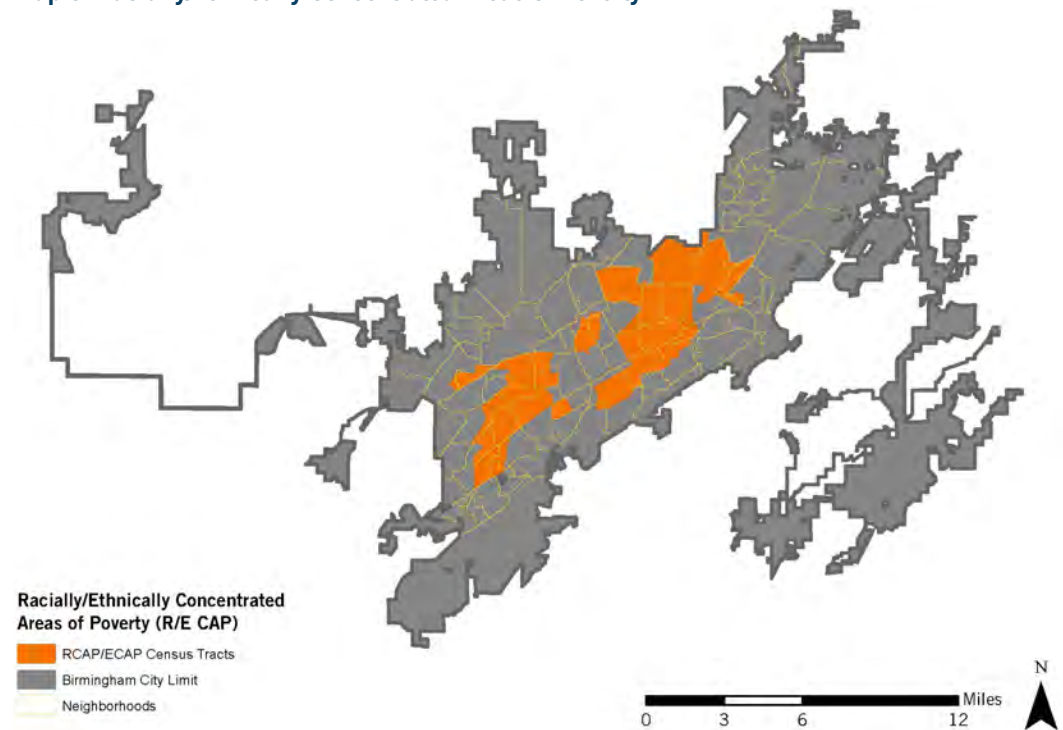 Racially/Ethnically Concentrated
Areas of Poverty (R/E CAP)
RCAP/ECAP Census Tracts
Birmingham City Limit
Neighborhoods
N
Miles
0 3 6 12